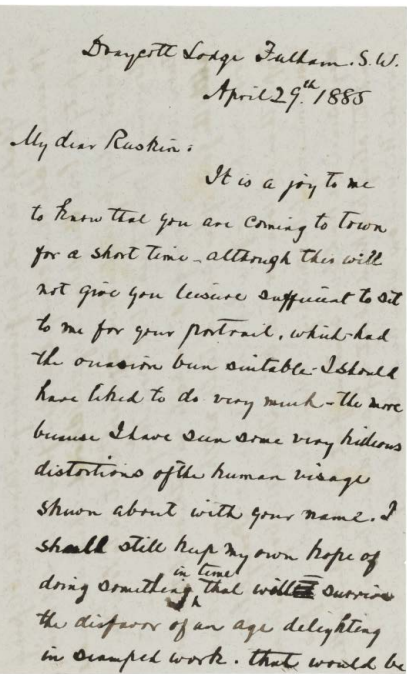 Draycott Lodge Fulham. S.W.
April 29.th 1885
My dear Ruskin:
It is a joy to me
to know that you are coming to town
for a short time - although this will
not give you leisure sufficient to sit
to me for your portrait, which - had
the occasion been suitable - I should
have liked to do very much - the more
because I have seen some very hideous
distortions of the human visage
shewn about with your name. I
shall still keep my own hope of
in time
doing something that will survive
the disfavor of an age delighting
in scamped work. that would be